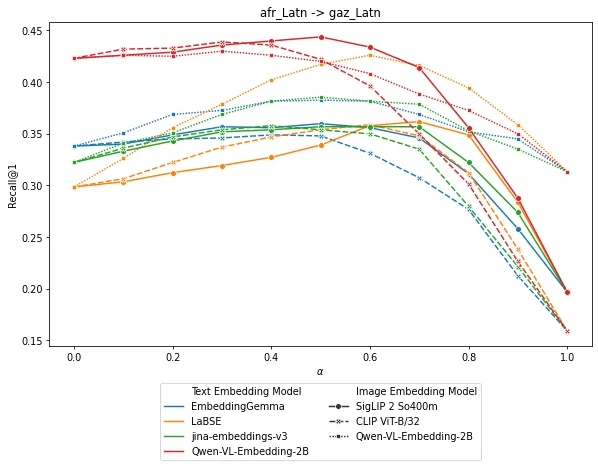 afr_Latn -> gaz_Latn
Recall@1
0.45
0.40
0.35
0.30
0.25
0.20
0.15
0.0 0.2 0.4 0.6 0.8 1.0
α
Text Embedding Model
EmbeddingGemma
LaBSE
jina-embeddings-v3
Qwen-VL-Embedding-2B
Image Embedding Model
SigLIP 2 So400m
CLIP ViT-B/32
Qwen-VL-Embedding-2B